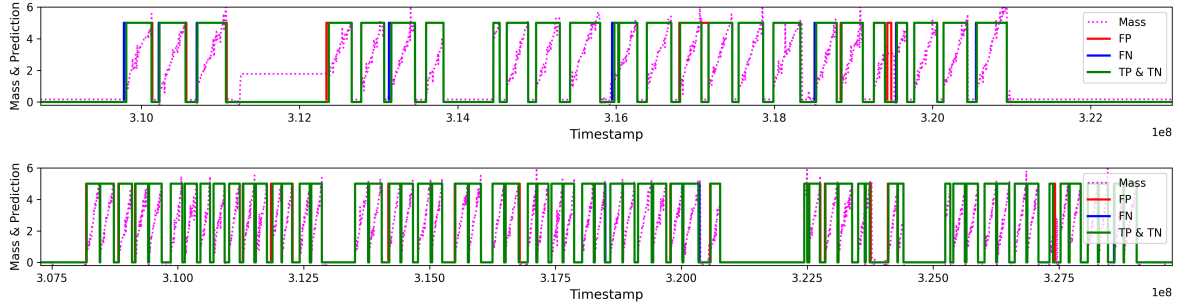 6
4
2
0
Mass & Prediction
Mass
FP
FN
TP & TN
3.10 3.12 3.14 3.16 3.18 3.20 3.22
Timestamp
1e8
6
4
2
0
Mass & Prediction
Mass
FP
FN
TP & TN
3.075 3.100 3.125 3.150 3.175 3.200 3.225 3.250 3.275
Timestamp
1e8